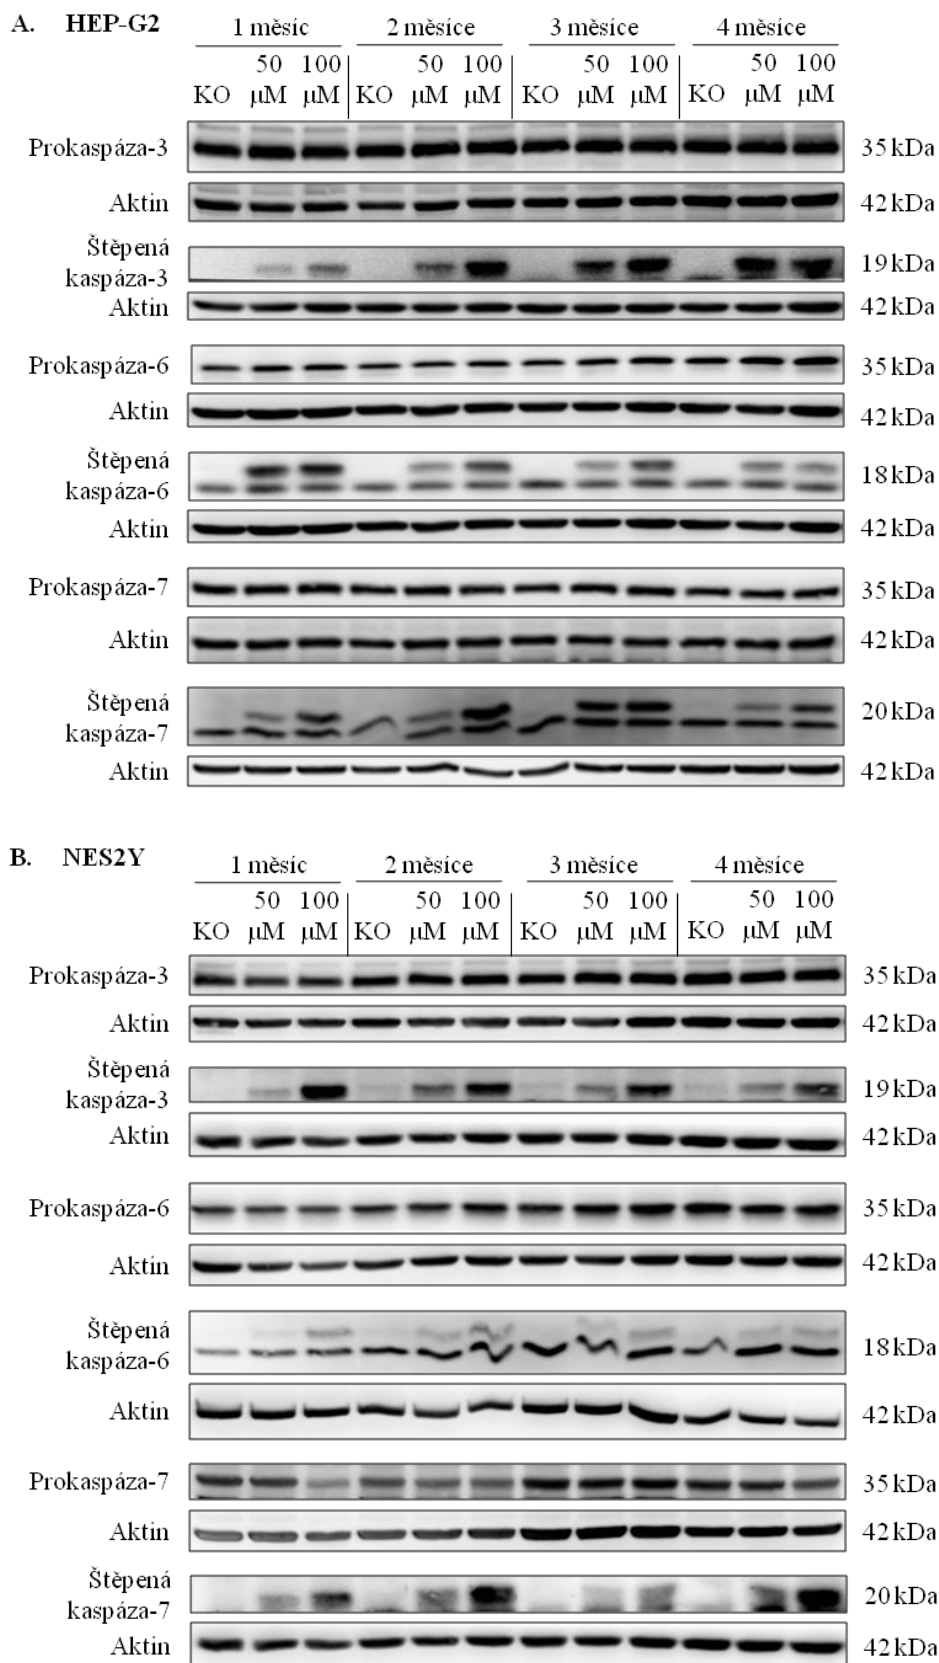 A. HEP-G2
1 měsíc 2 měsíce 3 měsíce 4 měsíce
50 100 50 100 50 100 50 100
KO µM µM KO µM µM KO µM µM KO µM µM
Prokaspáza-3 35 kDa
Aktin 42 kDa
Štěpená
kaspáza-3 19 kDa
Aktin 42 kDa
Prokaspáza-6 35 kDa
Aktin 42 kDa
Štěpená
kaspáza-6 18 kDa
Aktin 42 kDa
Prokaspáza-7 35 kDa
Aktin 42 kDa
Štěpená
kaspáza-7 20 kDa
Aktin 42 kDa
B. NES2Y
1 měsíc 2 měsíce 3 měsíce 4 měsíce
50 100 50 100 50 100 50 100
KO µM µM KO µM µM KO µM µM KO µM µM
Prokaspáza-3 35 kDa
Aktin 42 kDa
Štěpená
kaspáza-3 19 kDa
Aktin 42 kDa
Prokaspáza-6 35 kDa
Aktin 42 kDa
Štěpená
kaspáza-6 18 kDa
Aktin 42 kDa
Prokaspáza-7 35 kDa
Aktin 42 kDa
Štěpená
kaspáza-7 20 kDa
Aktin 42 kDa